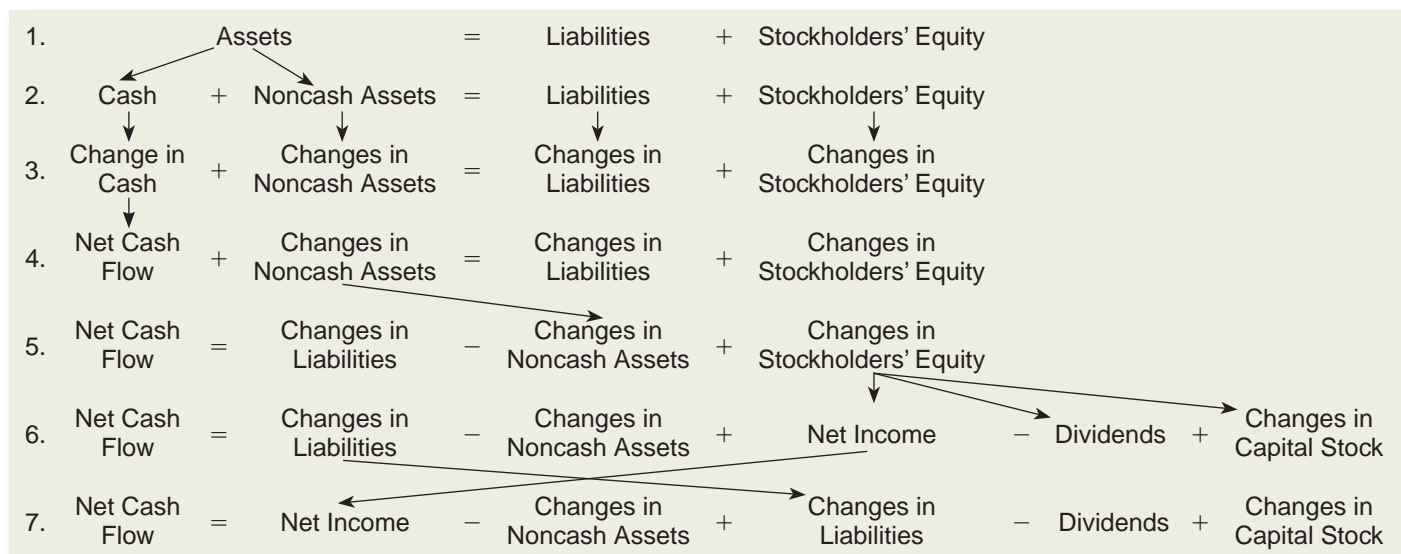 1. Assets = Liabilities + Stockholders’ Equity
2. Cash + Noncash Assets = Liabilities + Stockholders’ Equity
3. Change in Cash + Changes in Noncash Assets = Changes in Liabilities + Changes in Stockholders’ Equity
4. Net Cash Flow + Changes in Noncash Assets = Changes in Liabilities + Changes in Stockholders’ Equity
5. Net Cash Flow = Changes in Liabilities − Changes in Noncash Assets + Changes in Stockholders’ Equity
6. Net Cash Flow = Changes in Liabilities − Changes in Noncash Assets + Net Income − Dividends + Changes in Capital Stock
7. Net Cash Flow = Net Income − Changes in Noncash Assets + Changes in Liabilities − Dividends + Changes in Capital Stock